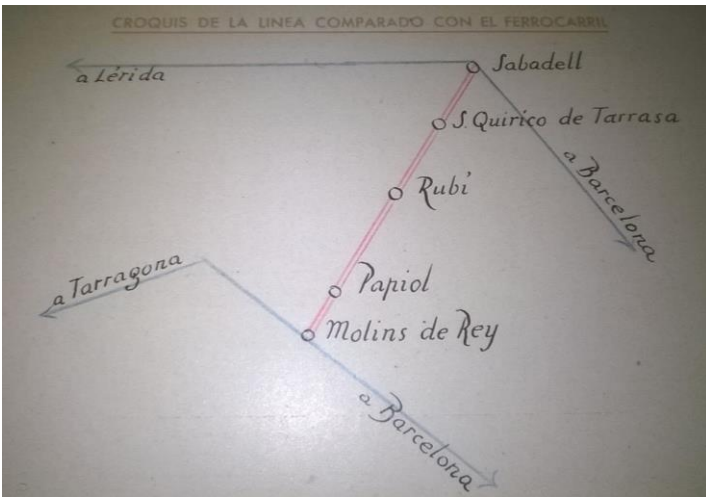 CROQUIS DE LA LINEA COMPARADO CON EL FERROCARRIL
Sabadell
a Lérida
S. Quirico de Tarrasa
a Barcelona
Rubí
a Tarragona
Papiol
Molins de Rey
a Barcelona